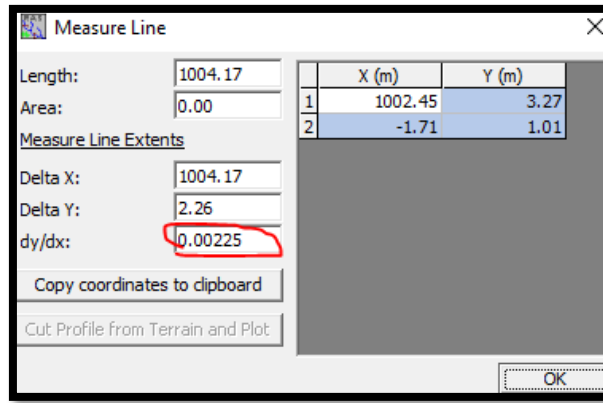 Measure Line
Length: 1004.17
Area: 0.00
Measure Line Extents
Delta X: 1004.17
Delta Y: 2.26
dy/dx: 0.00225
Copy coordinates to clipboard
Cut Profile from Terrain and Plot
X (m) Y (m)
1 1002.45 3.27
2 -1.71 1.01
OK